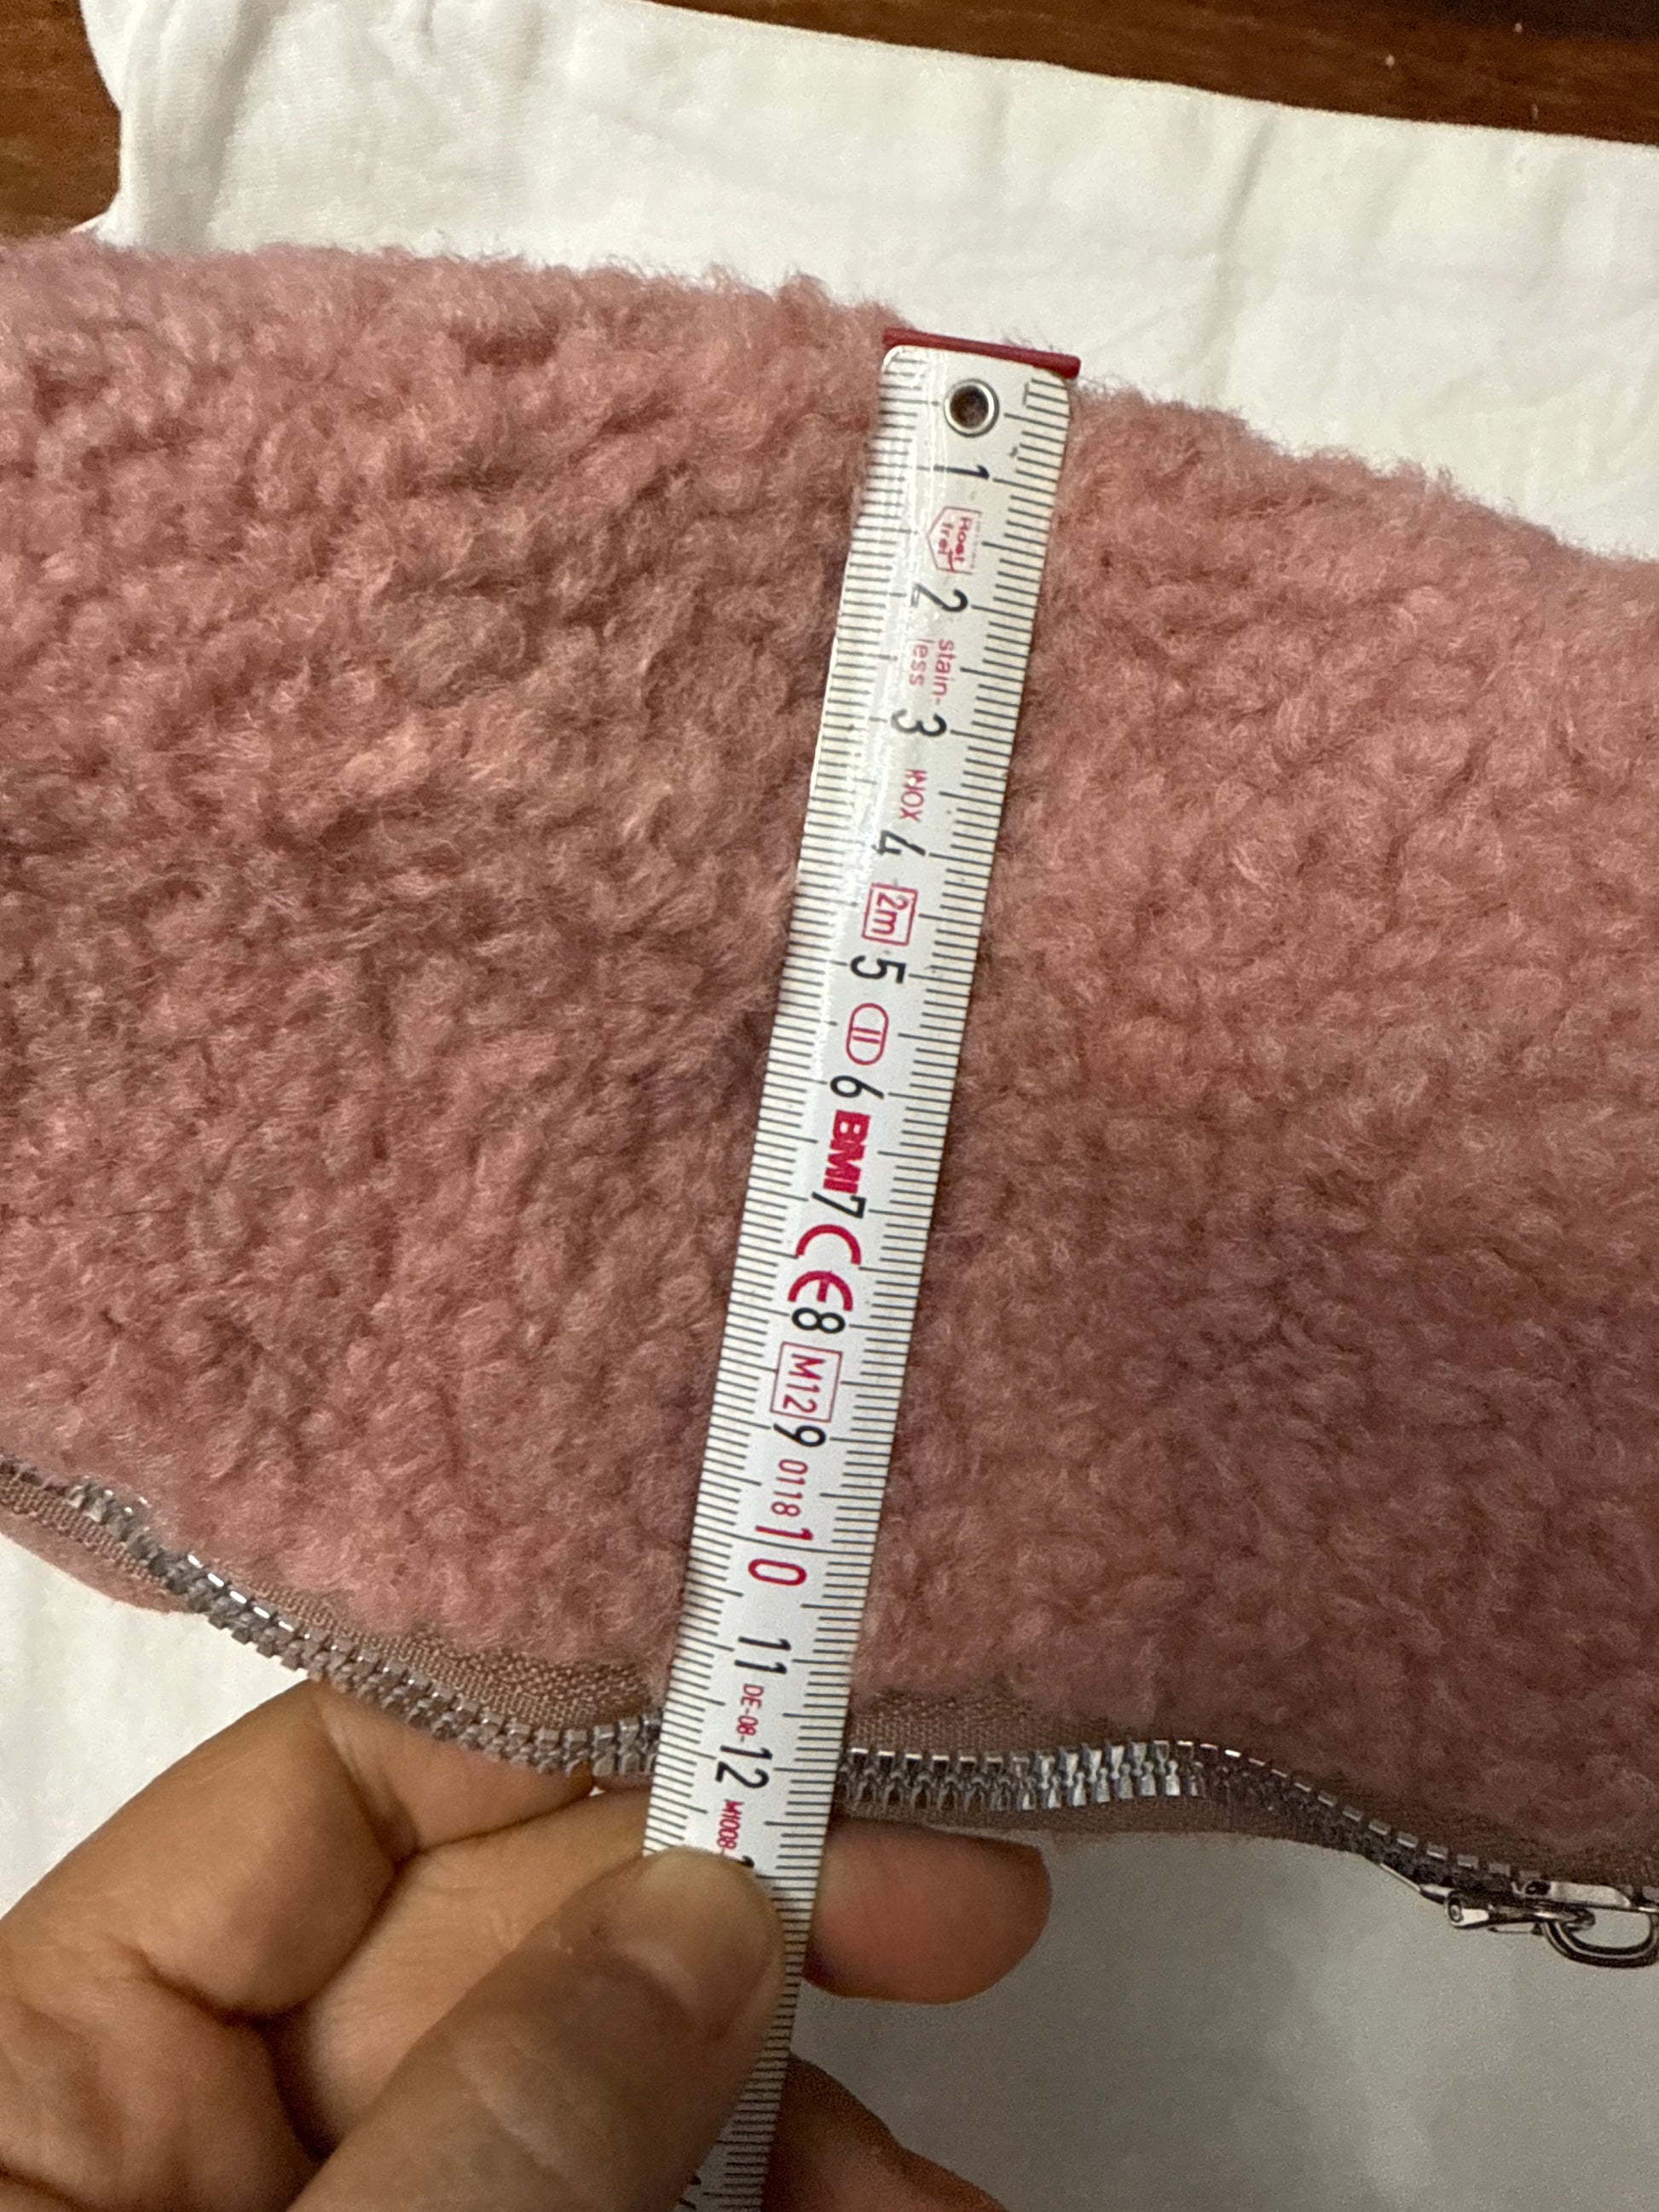 1
Rost
frei
2
stain-
less
3
INOX
4
2m
5
6
BMI
7
CE
8
M12
9
0118
10
11
DE-08-
12
M1008-